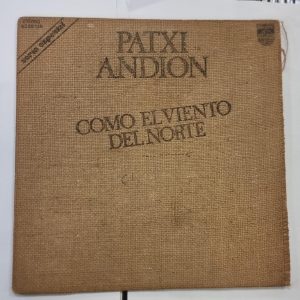 PATXI
ANDION
COMO EL VIENTO
DEL NORTE